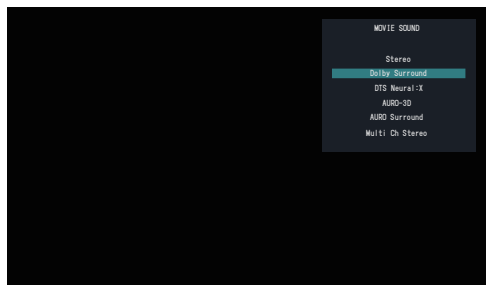 MOVIE SOUND
Stereo
Dolby Surround
DTS Neural:X
AURO-3D
AURO Surround
Multi Ch Stereo